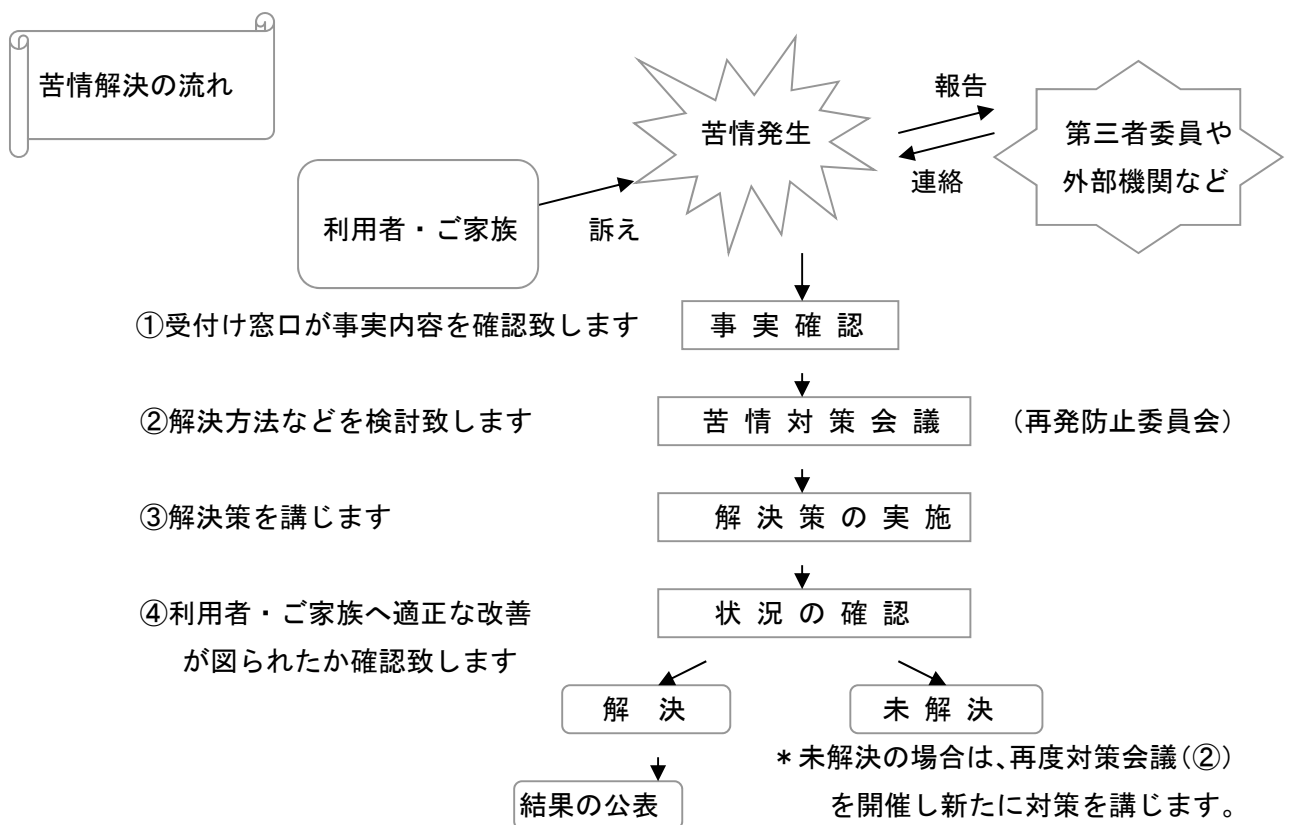 苦情解決の流れ
苦情発生
報告
連絡
第三者委員や
外部機関など
利用者・ご家族
訴え
①受付け窓口が事実内容を確認致します
事実確認
②解決方法などを検討致します
苦情対策会議
(再発防止委員会)
③解決策を講じます
解決策の実施
④利用者・ご家族へ適正な改善
が図られたか確認致します
状況の確認
解 決
未解決
*未解決の場合は、再度対策会議(②)
を開催し新たに対策を講じます。
結果の公表